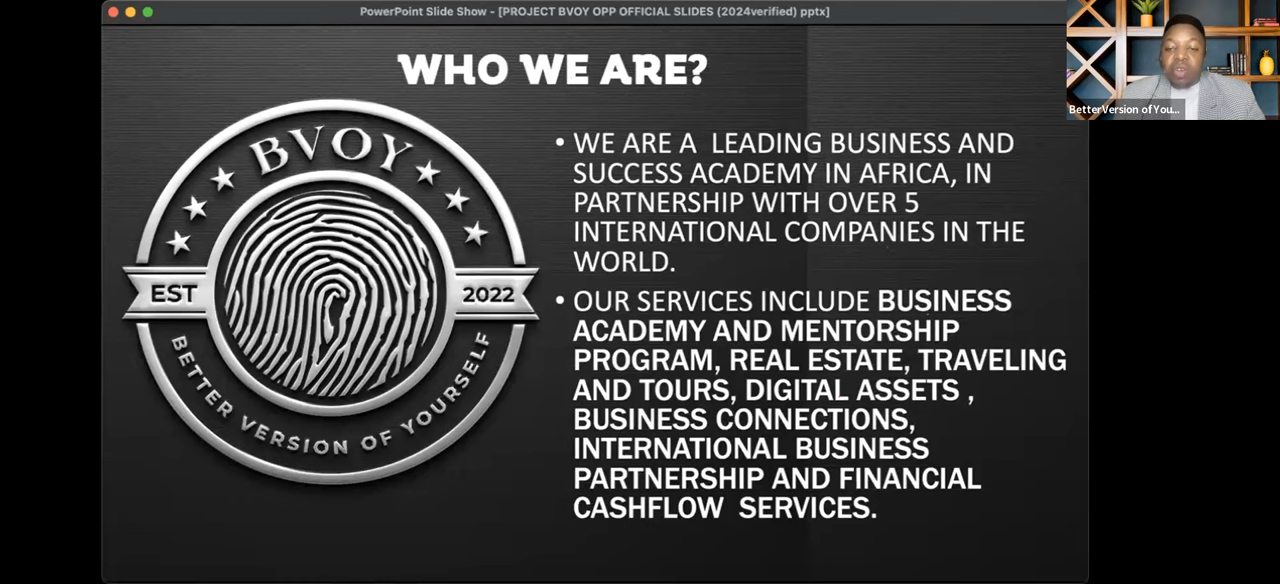 PowerPoint Slide Show - [PROJECT BVOY OPP OFFICIAL SLIDES (2024verified) pptx]
BetterVersion ofYou...
WHO WE ARE?
BVOY
EST
2022
BETTER VERSION OF YOURSELF
• WE ARE A LEADING BUSINESS AND
SUCCESS ACADEMY IN AFRICA, IN
PARTNERSHIP WITH OVER 5
INTERNATIONAL COMPANIES IN THE
WORLD.
• OUR SERVICES INCLUDE BUSINESS
ACADEMY AND MENTORSHIP
PROGRAM, REAL ESTATE, TRAVELING
AND TOURS, DIGITAL ASSETS ,
BUSINESS CONNECTIONS,
INTERNATIONAL BUSINESS
PARTNERSHIP AND FINANCIAL
CASHFLOW SERVICES.